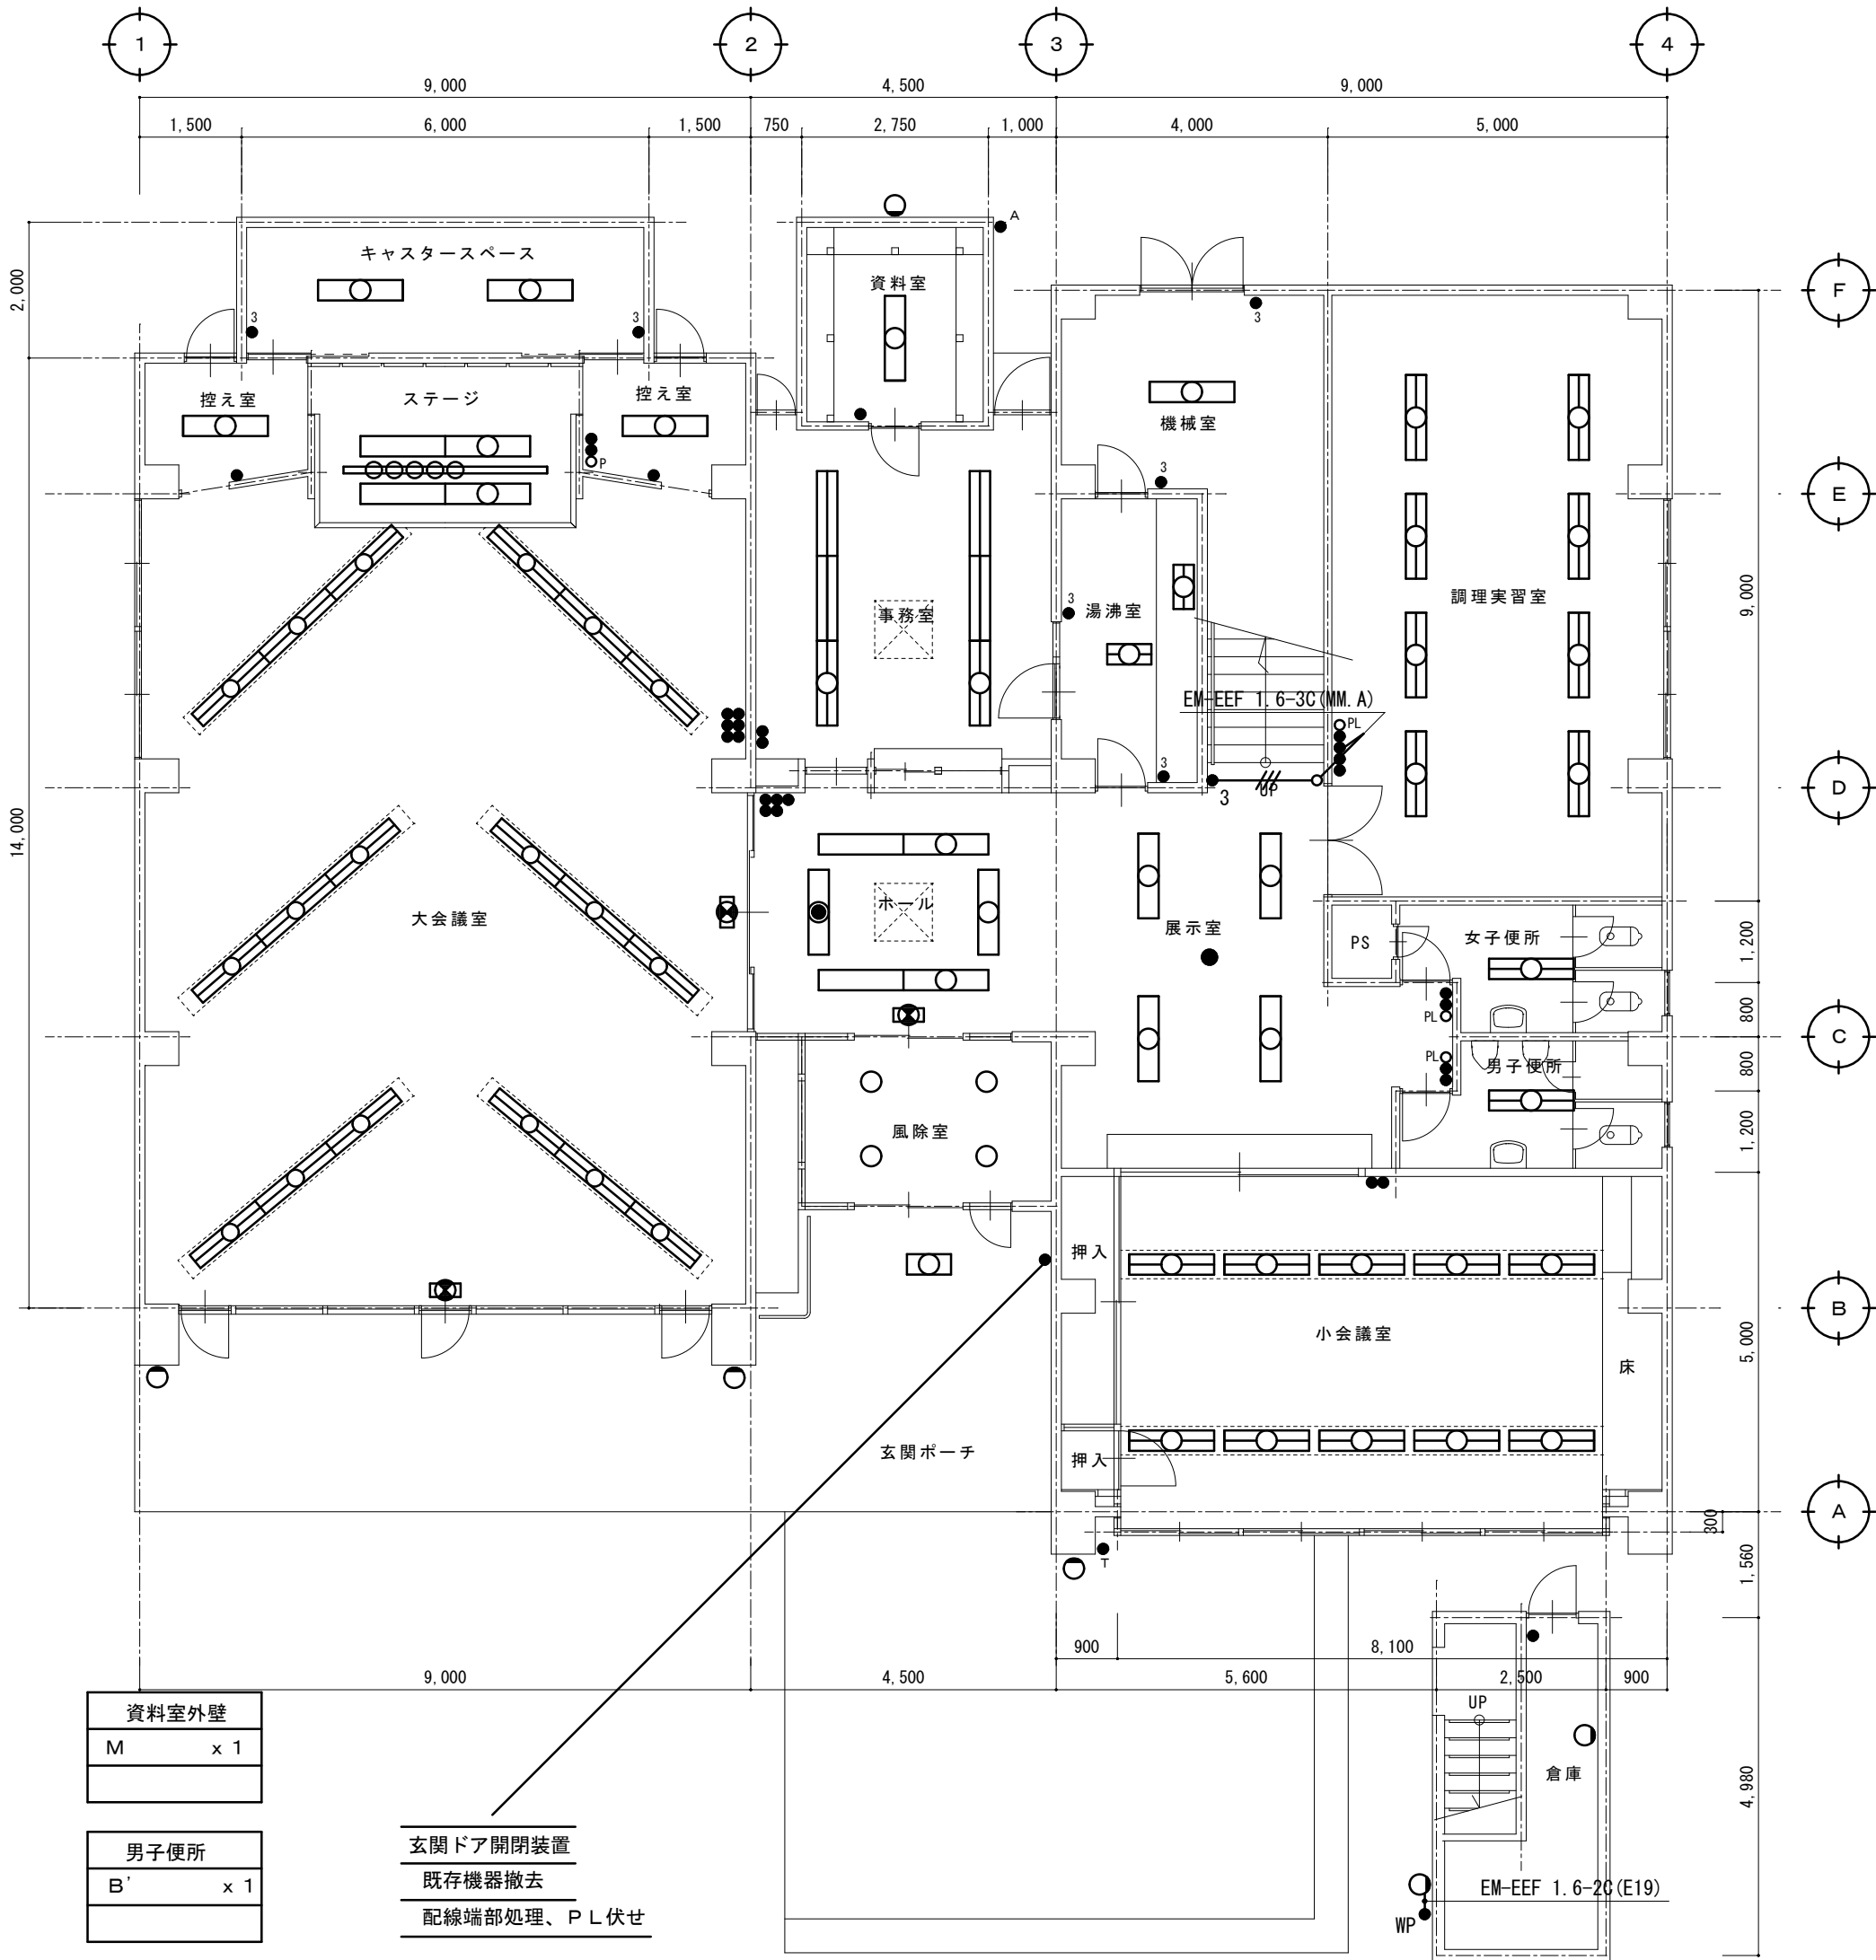 1 2 3 4
9,000 4,500 9,000
1,500 6,000 1,500 750 2,750 1,000 4,000 5,000
A
キャスタースペース
資料室
2,000
F
3 3 3
控え室 ステージ 控え室
機械室
P
3
E
調理実習室
9,000
事務室
3
湯沸室
EM-EEF 1.6-3C(MM.A)
PL
3
3 UP
D
14,000
大会議室
ホール
展示室
PS
女子便所
1,200
800
PL
C
PL
男子便所
800
風除室
1,200
押入
B
小会議室
5,000
床
玄関ポーチ
押入
A
300
T
1,560
900 8,100
9,000 4,500 5,600 2,500 900
UP
倉庫
4,980
EM-EEF 1.6-2C(E19)
WP
資料室外壁
M x 1
男子便所
B' x 1
玄関ドア開閉装置
既存機器撤去
配線端部処理、PL伏せ